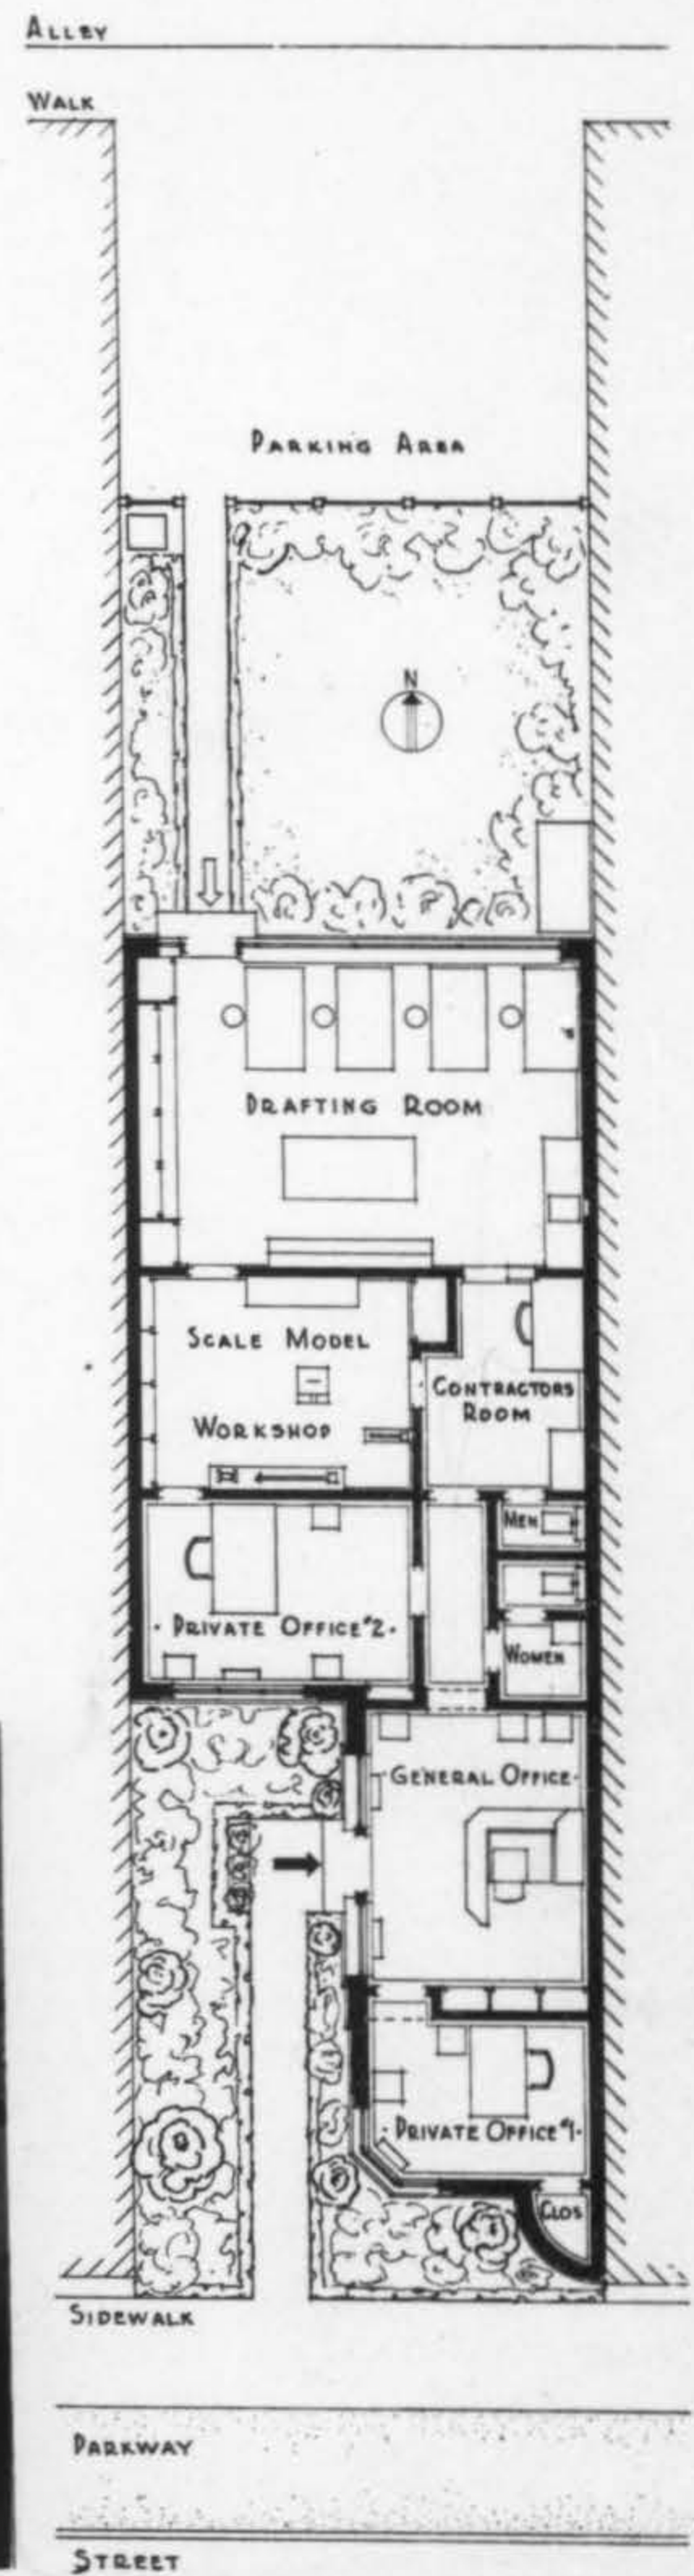 ALLEY
WALK
PARKING AREA
N
DRAFTING ROOM
SCALE MODEL
WORKSHOP
CONTRACTORS
ROOM
MEN
· PRIVATE OFFICE #2 ·
WOMEN
· GENERAL OFFICE ·
· PRIVATE OFFICE #1 ·
CLOS
SIDEWALK
PARKWAY
STREET